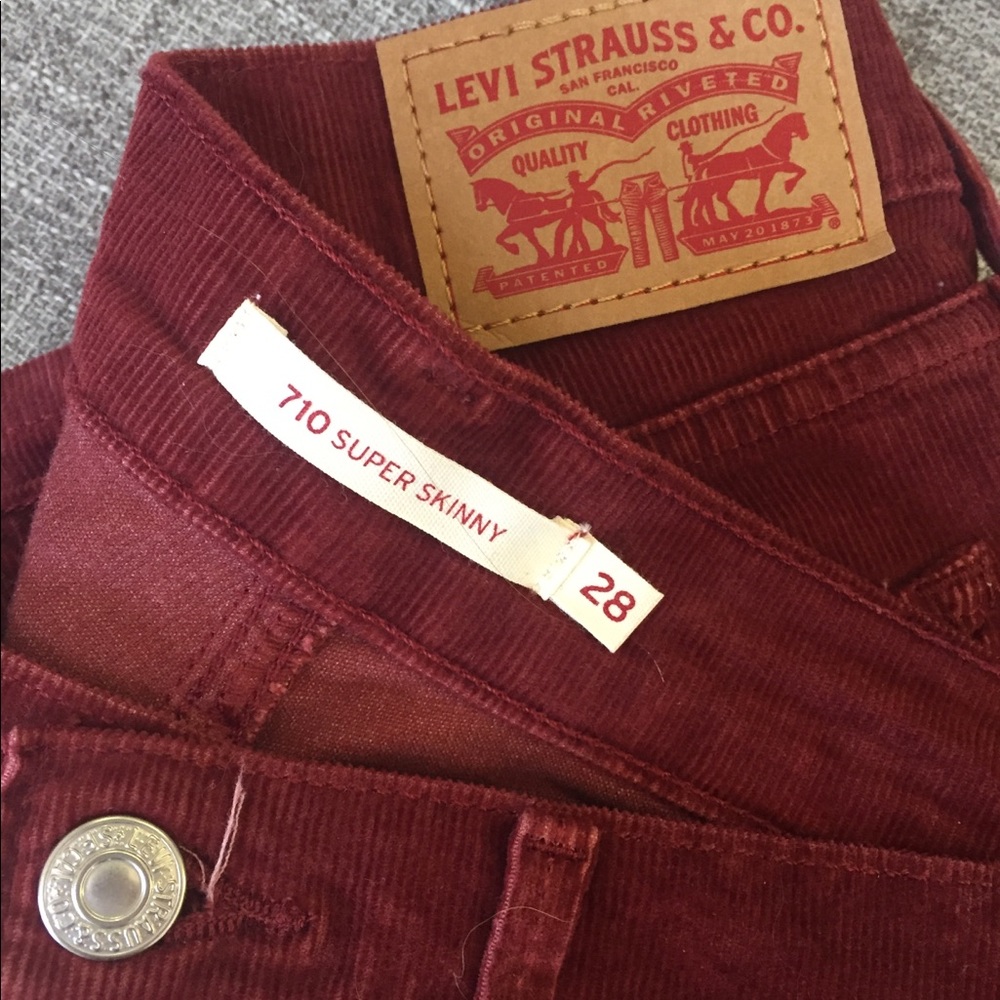 LEVI STRAUSS & CO.
SAN FRANCISCO
CAL.
ORIGINAL RIVETED
QUALITY CLOTHING
PATENTED MAY 20 1873 ®
710 SUPER SKINNY
28
LEVI STRAUSS & CO